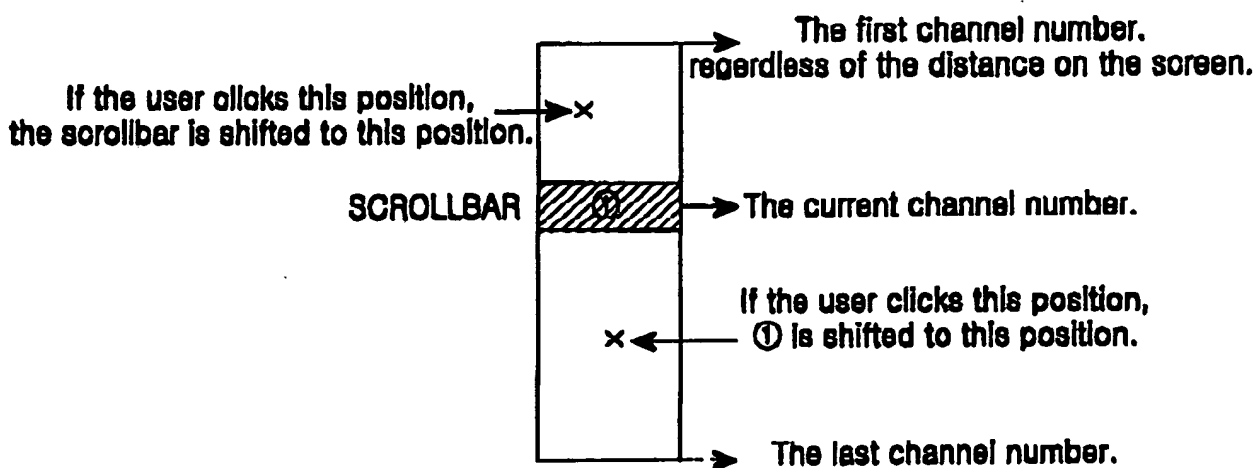 The first channel number.
regardless of the distance on the screen.
If the user clicks this position,
the scrollbar is shifted to this position.
SCROLLBAR
①
The current channel number.
If the user clicks this position,
① is shifted to this position.
The last channel number.